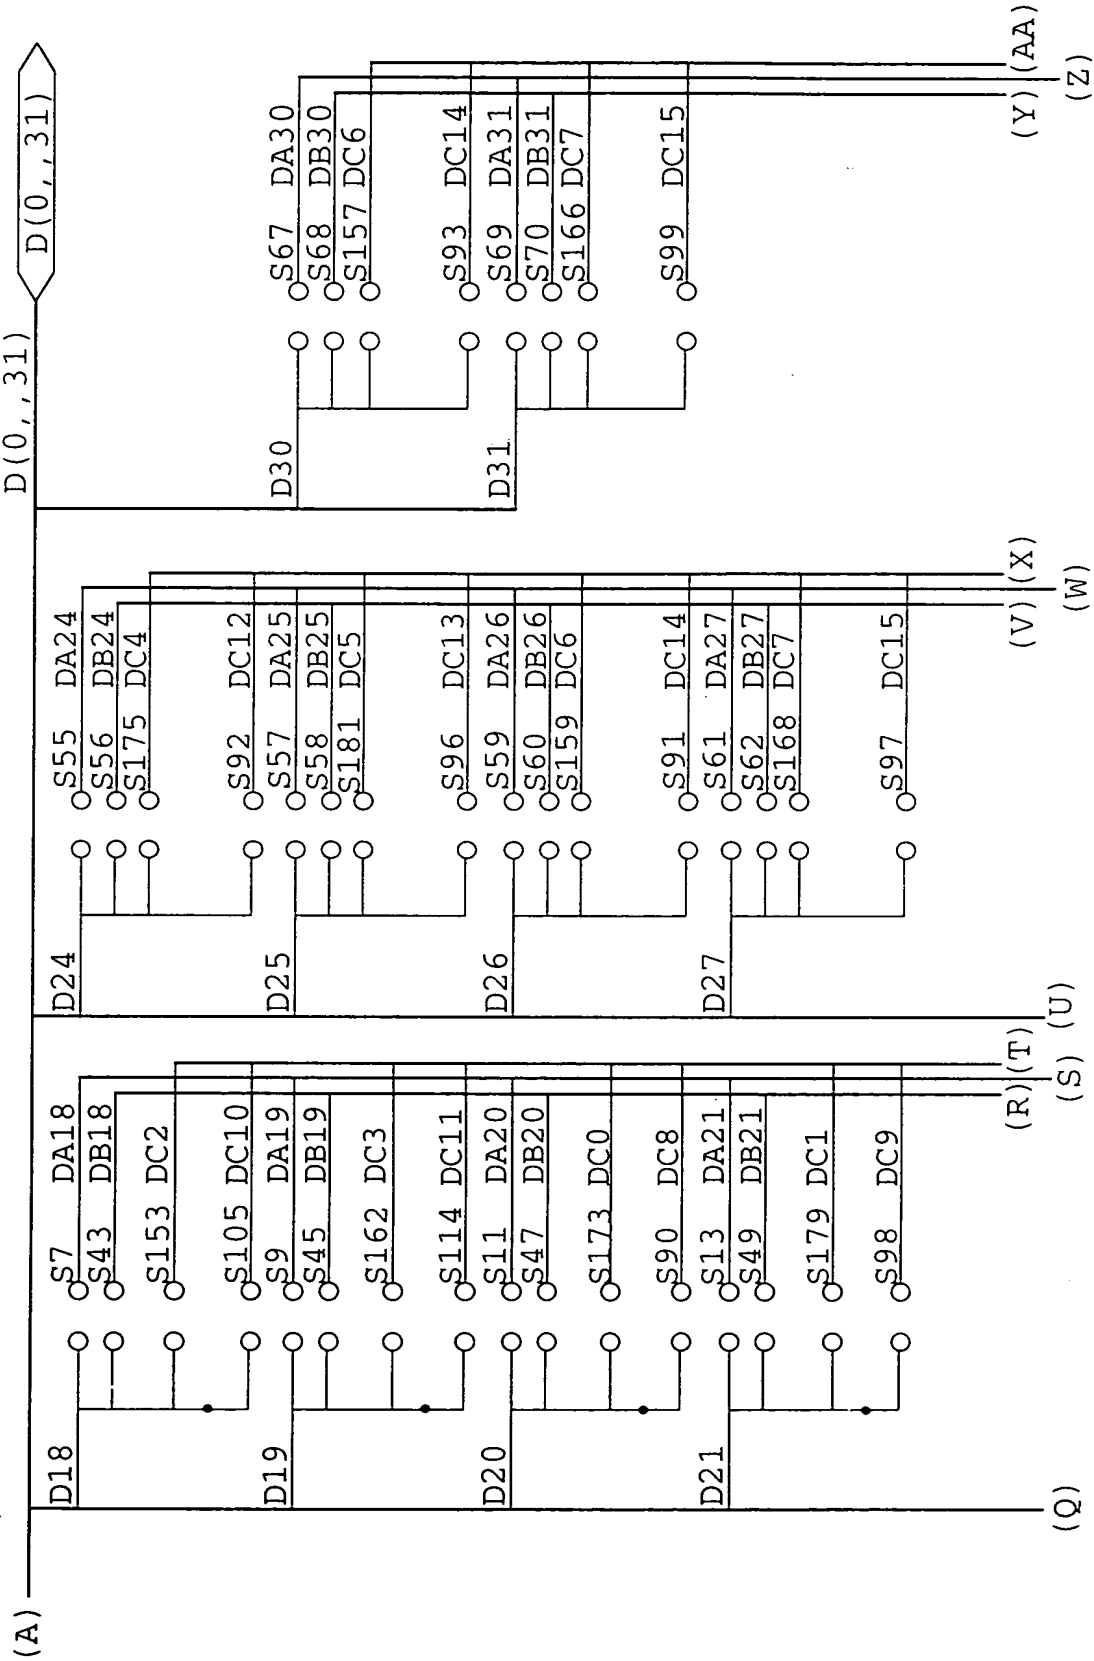 (A)
D(0,,31)
D(0,,31)
D18
S7 DA18
S43 DB18
S153 DC2
S105 DC10
D19
S9 DA19
S45 DB19
S162 DC3
S114 DC11
D20
S11 DA20
S47 DB20
S173 DC0
S90 DC8
D21
S13 DA21
S49 DB21
S179 DC1
S98 DC9
(Q)
(R)
(S)
(T)
D24
S55 DA24
S56 DB24
S175 DC4
S92 DC12
D25
S57 DA25
S58 DB25
S181 DC5
S96 DC13
D26
S59 DA26
S60 DB26
S159 DC6
S91 DC14
D27
S61 DA27
S62 DB27
S168 DC7
S97 DC15
(U)
(V)
(W)
(X)
D30
S67 DA30
S68 DB30
S157 DC6
S93 DC14
D31
S69 DA31
S70 DB31
S166 DC7
S99 DC15
(Y)
(Z)
(AA)